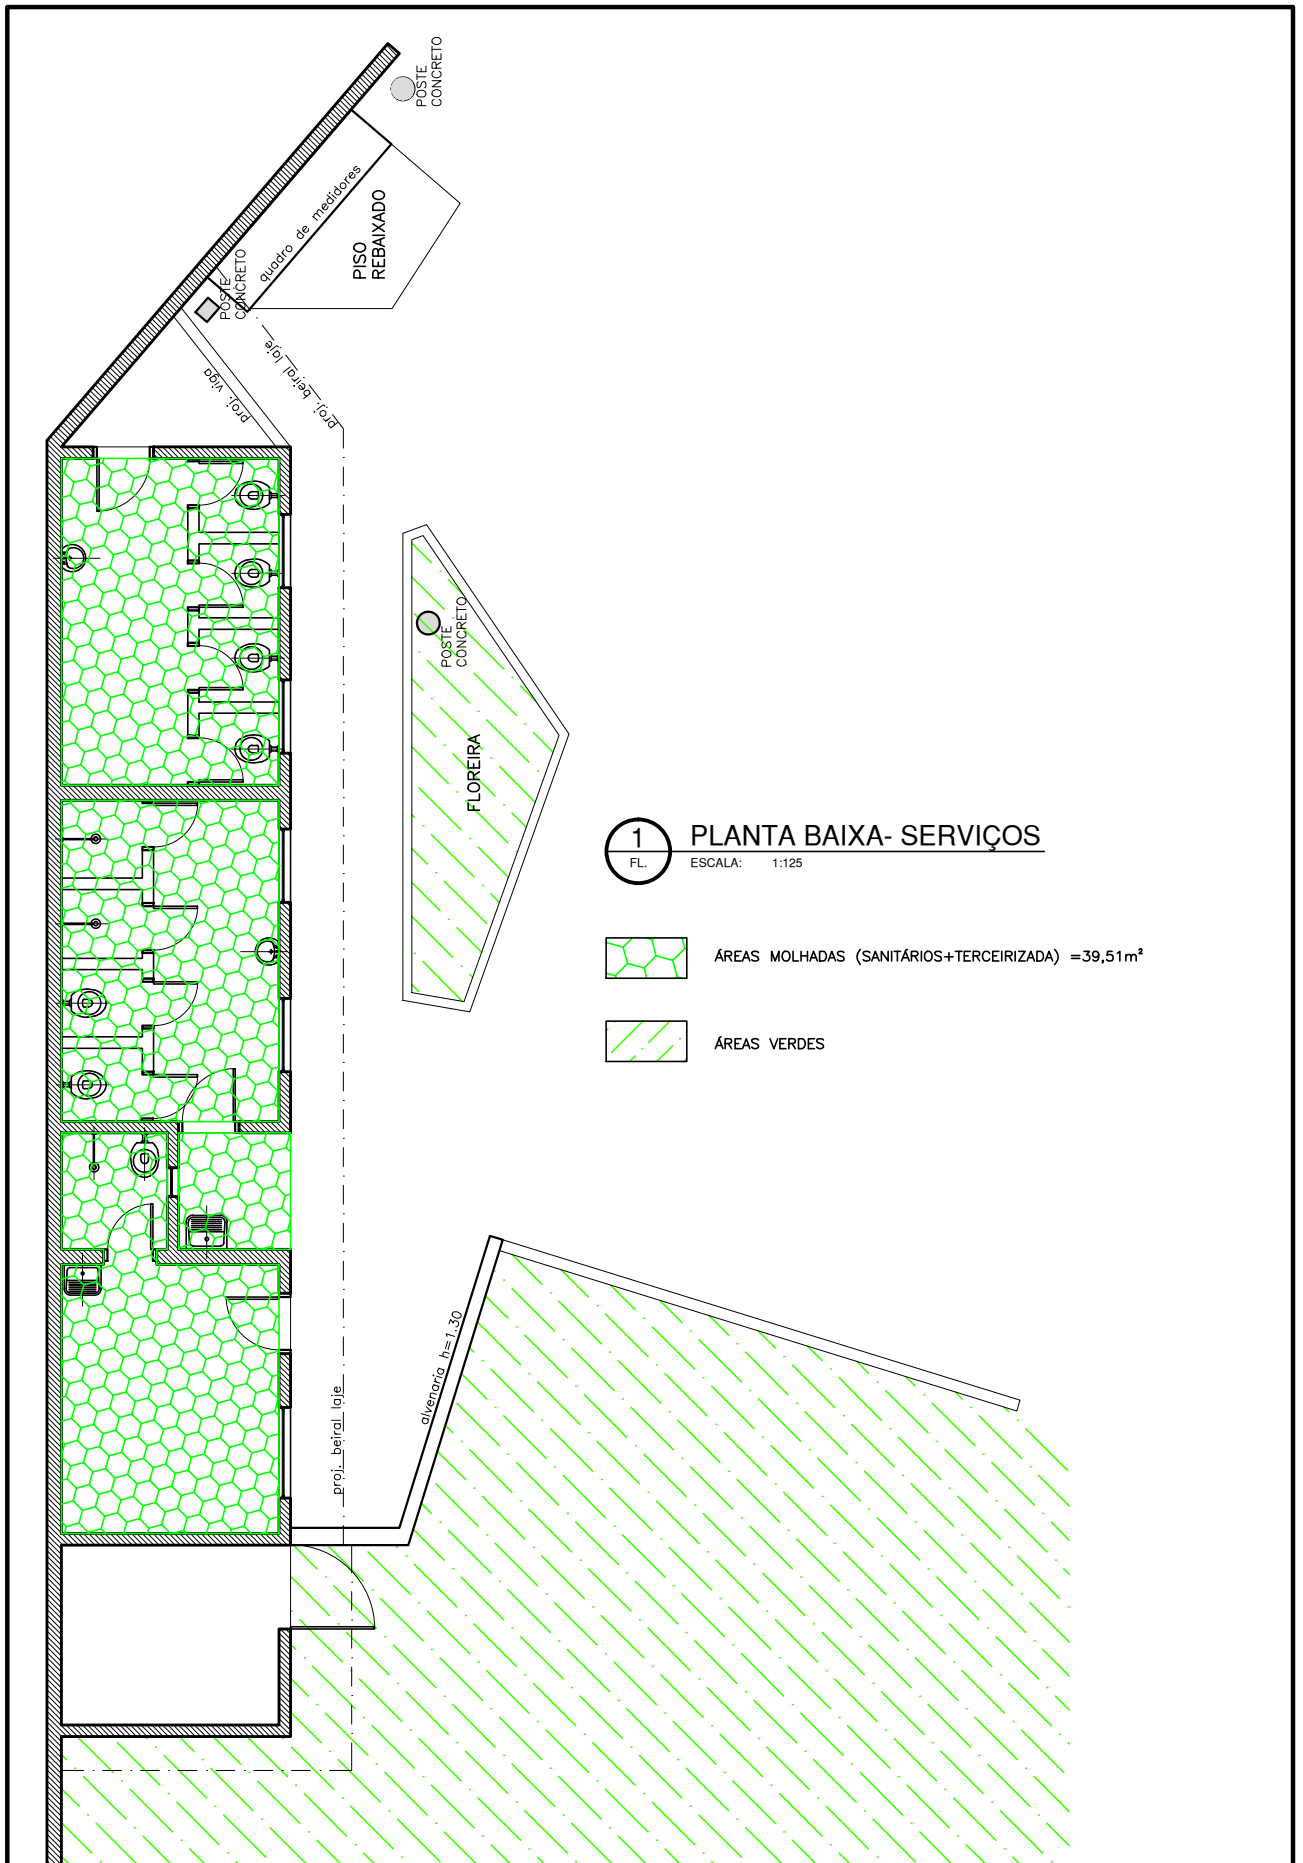 POSTE
CONCRETO
quadro de medidores
PISO
REBAIXADO
POSTE
CONCRETO
proj. beiral laje
proj. viga
POSTE
CONCRETO
FLOREIRA
1
FL.
PLANTA BAIXA- SERVIÇOS
ESCALA: 1:125
ÁREAS MOLHADAS (SANITÁRIOS+TERCEIRIZADA) =39,51m²
ÁREAS VERDES
alvenaria h=1.30
proj. beiral laje